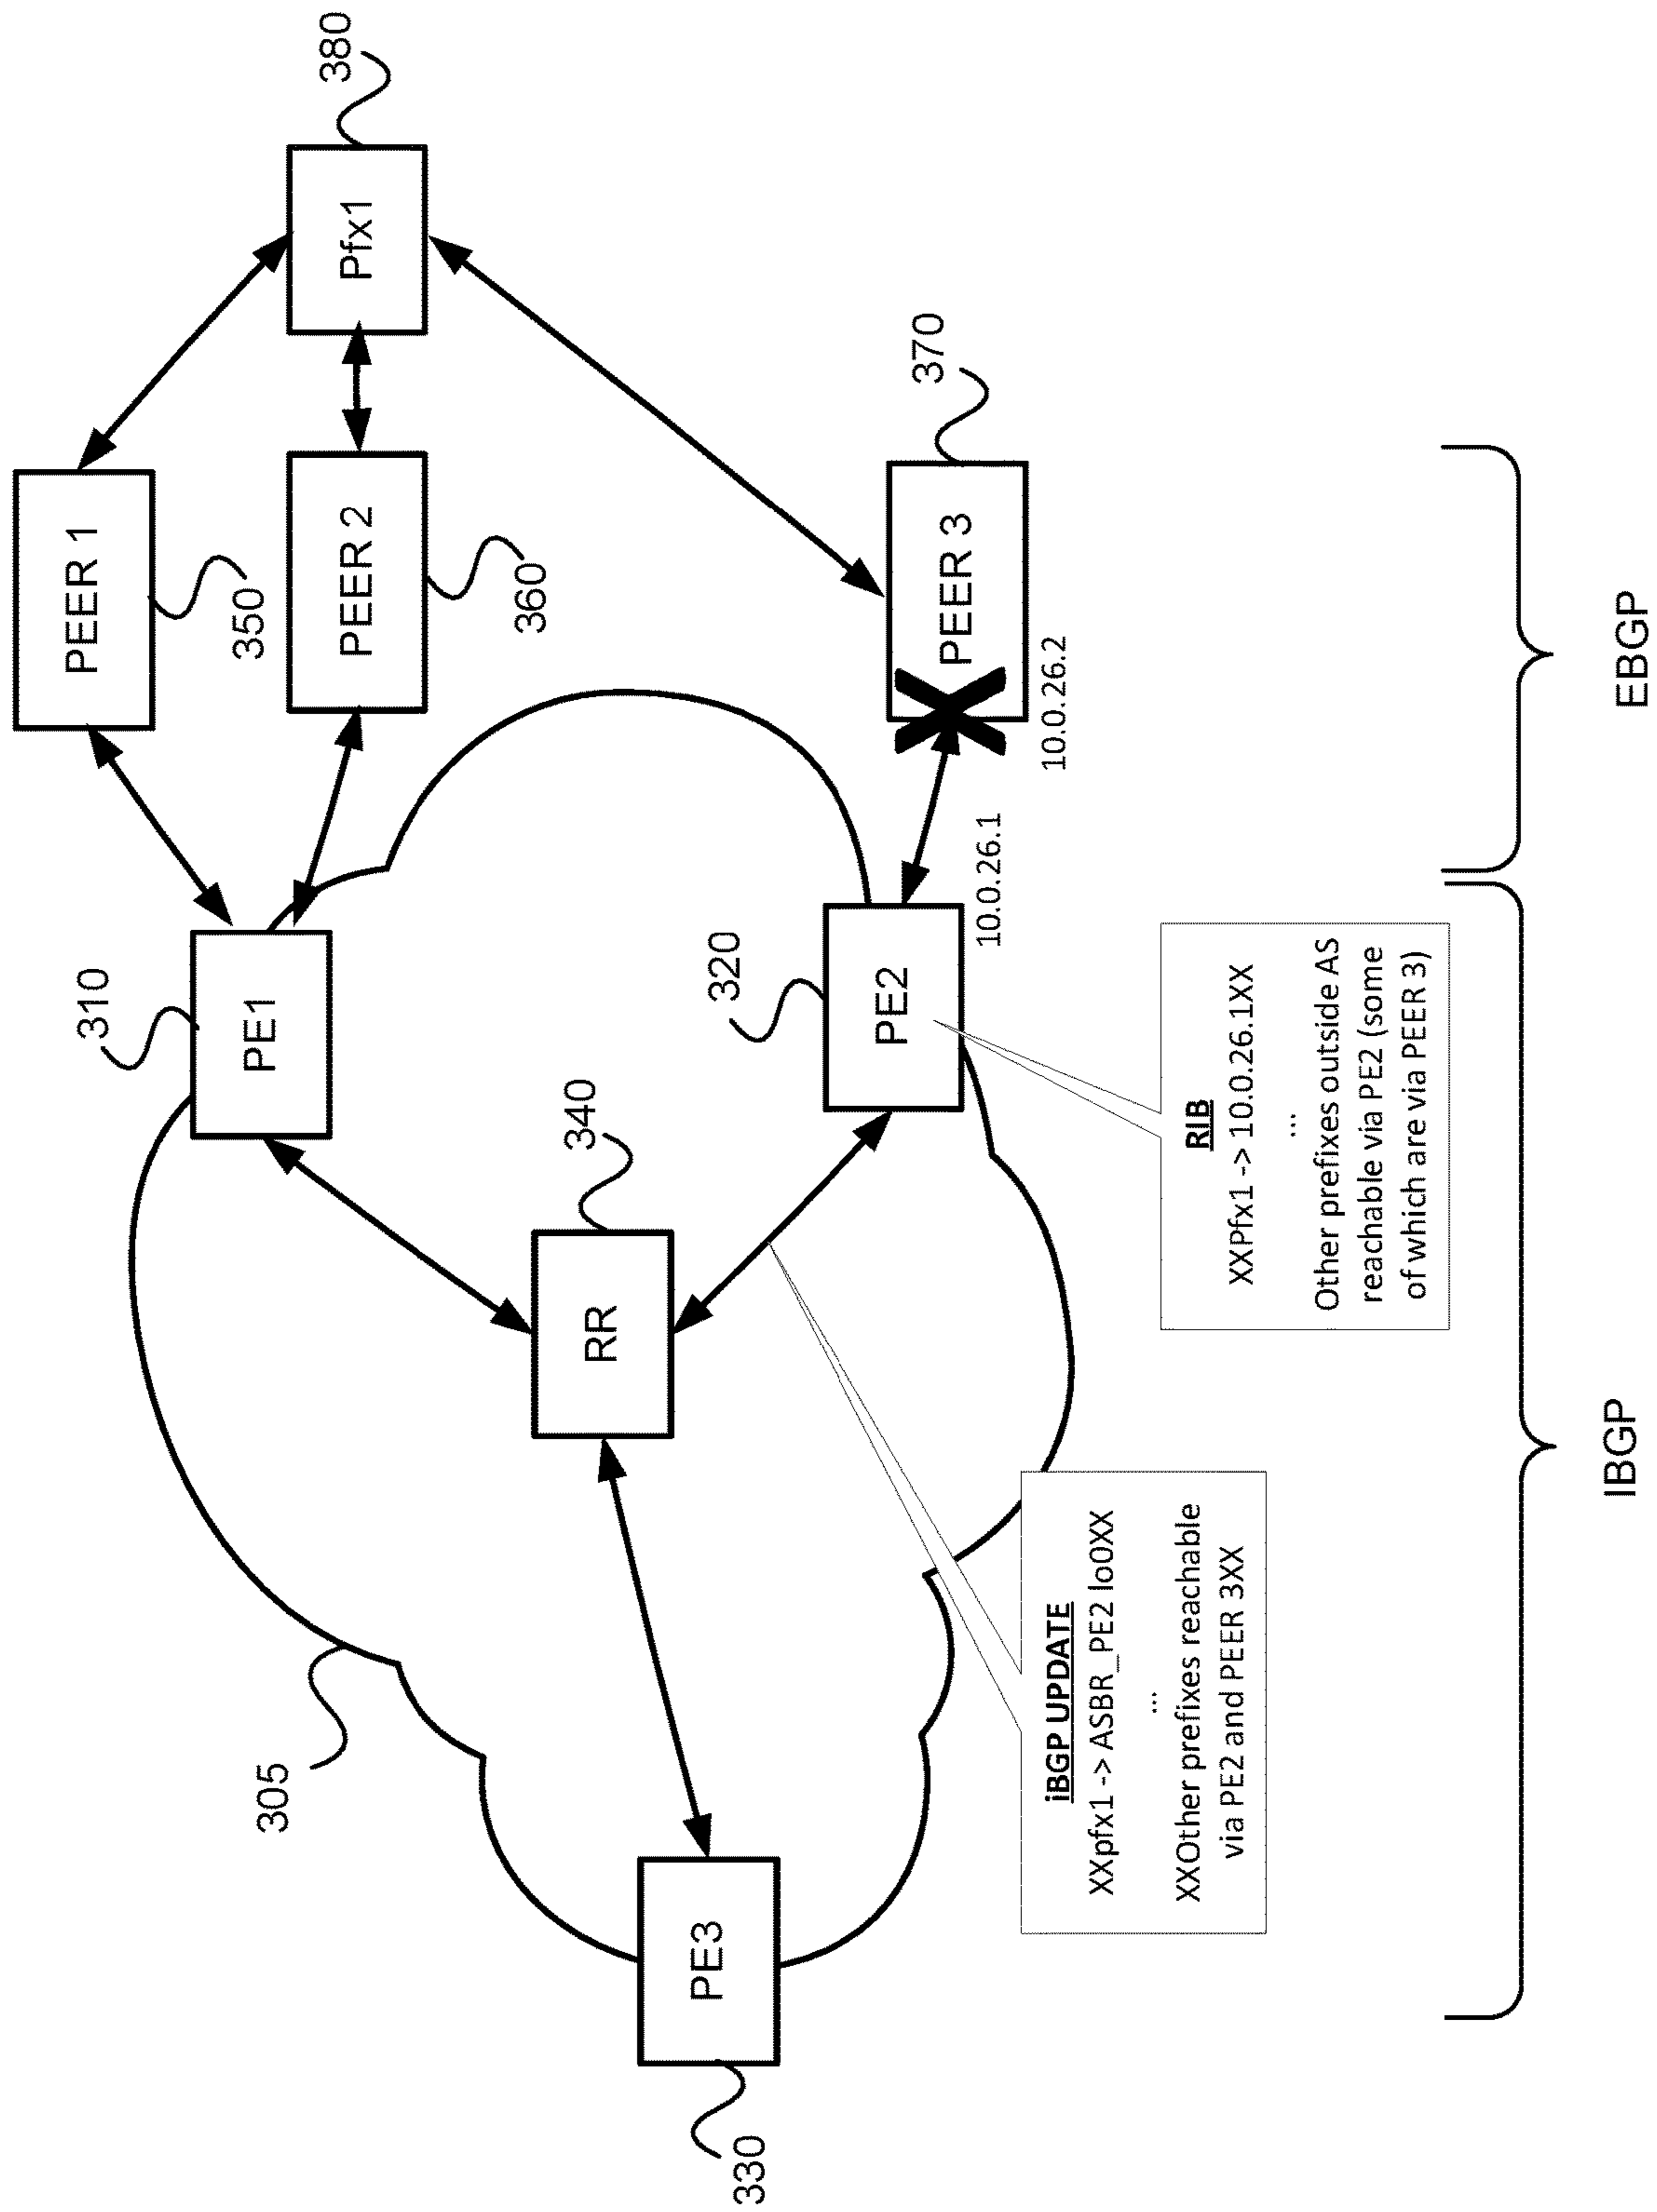 PEER 1
350
PEER 2
360
Pfx1
380
310
PE1
305
RR
340
320
PE2
10.0.26.1
PEER 3
370
10.0.26.2
330
PE3
iBGP UPDATE
XXpfx1 -> ASBR_PE2 lo0XX
...
XXOther prefixes reachable
via PE2 and PEER 3XX
RIB
XXPfx1 -> 10.0.26.1XX
...
Other prefixes outside AS
reachable via PE2 (some
of which are via PEER 3)
IBGP
EBGP